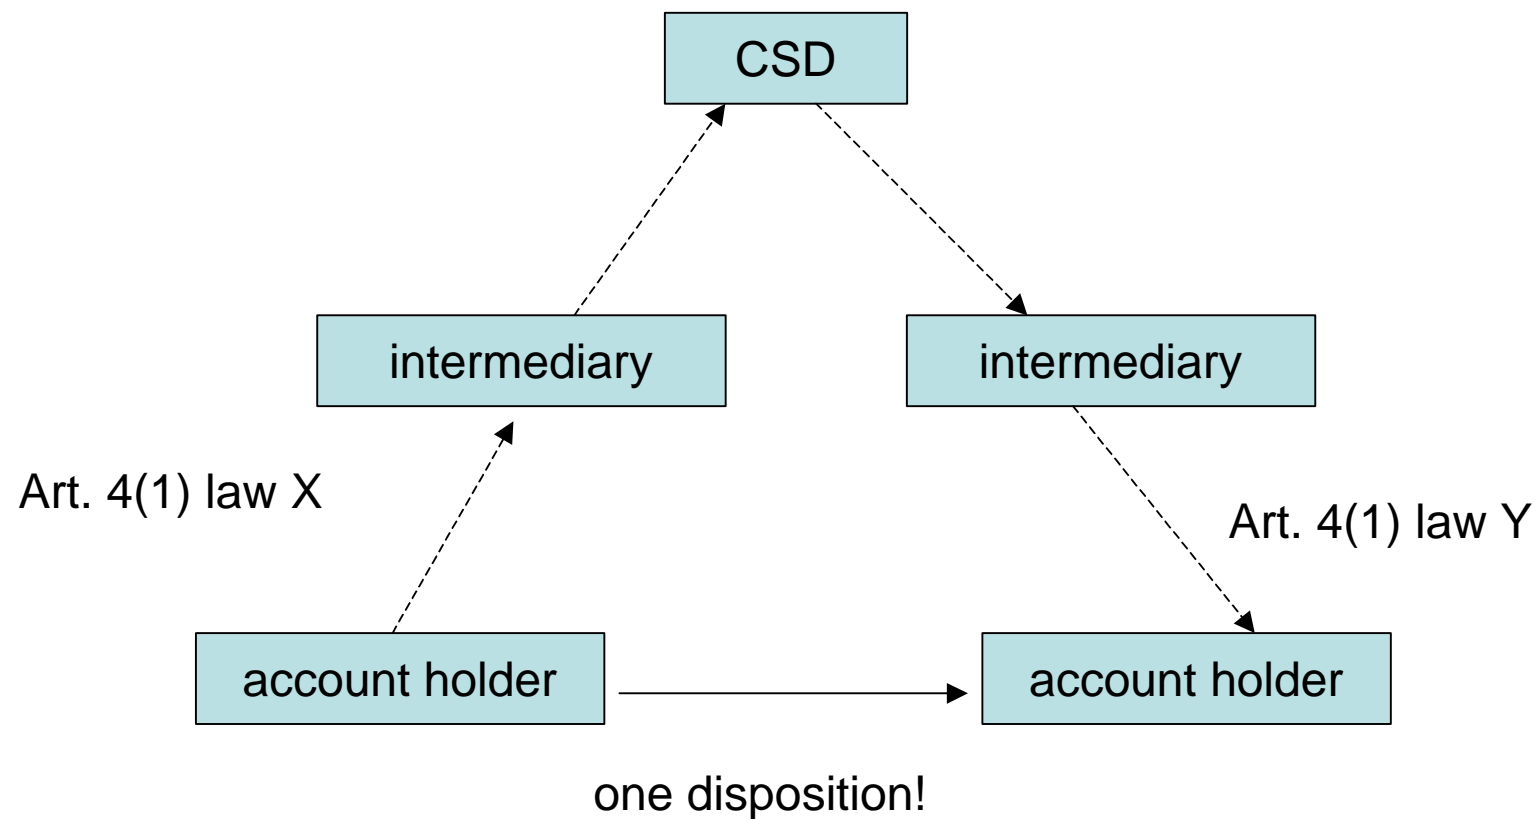 CSD
intermediary
intermediary
Art. 4(1) law X
Art. 4(1) law Y
account holder
account holder
one disposition!